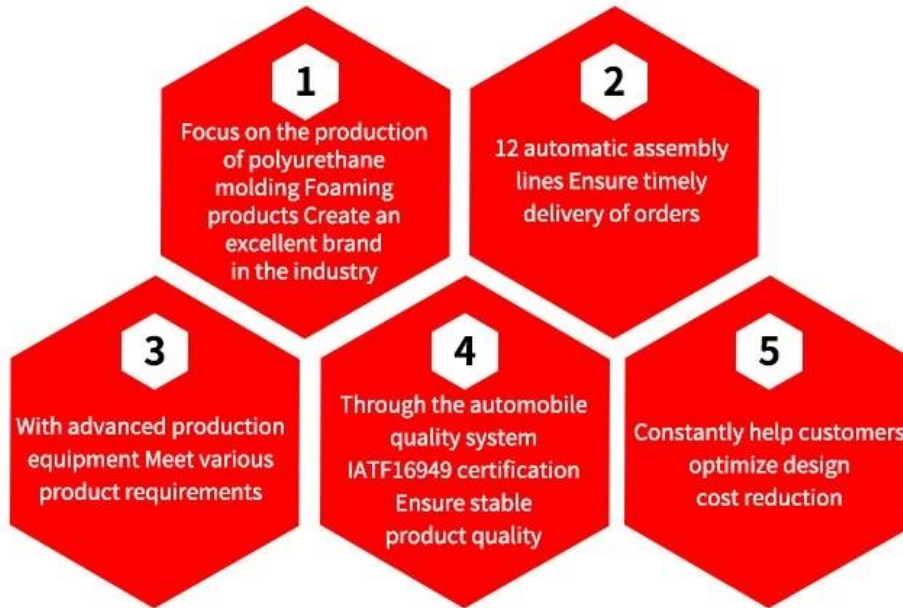 1
Focus on the production
of polyurethane
molding Foaming
products Create an
excellent brand
in the industry
2
12 automatic assembly
lines Ensure timely
delivery of orders
3
With advanced production
equipment Meet various
product requirements
4
Through the automobile
quality system
IATF16949 certification
Ensure stable
product quality
5
Constantly help customers
optimize design
cost reduction